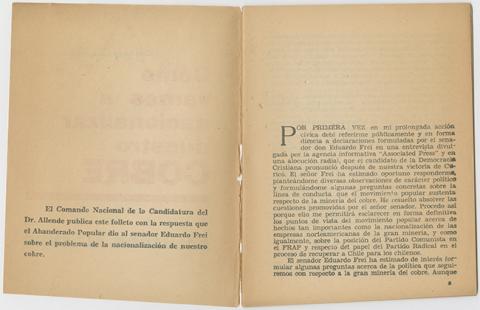 El Comando Nacional de la Candidatura del
Dr. Allende publica este folleto con la respuesta que
el Abanderado Popular dio al senador Eduardo Frei
sobre el problema de la nacionalización de nuestro
cobre.
POR PRIMERA VEZ en mi prolongada acción
cívica debo referirme públicamente y en forma
directa a declaraciones formuladas por el sena-
dor don Eduardo Frei en una entrevista divul-
gada por la agencia informativa "Associated Press" y en
una alocución radial, que el candidato de la Democracia
Cristiana pronunció después de nuestra victoria de Cu-
ricó. El señor Frei ha estimado oportuno responderme,
planteándome diversas observaciones de carácter político
y formulándome algunas preguntas concretas sobre la
línea de conducta que el movimiento popular sustenta
respecto de la minería del cobre. He resuelto absolver las
cuestiones promovidas por el señor senador. Procedo así
porque ello me permitirá esclarecer en forma definitiva
los puntos de vista del movimiento popular acerca de
hechos tan importantes como la nacionalización de las
empresas norteamericanas de la gran minería, y como
igualmente, sobre la posición del Partido Comunista en
el FRAP y respecto del papel del Partido Radical en el
proceso de recuperar a Chile para los chilenos.
El senador Eduardo Frei ha estimado de interés for-
mular algunas preguntas acerca de la política que segui-
remos con respecto a la gran minería del cobre. Aunque